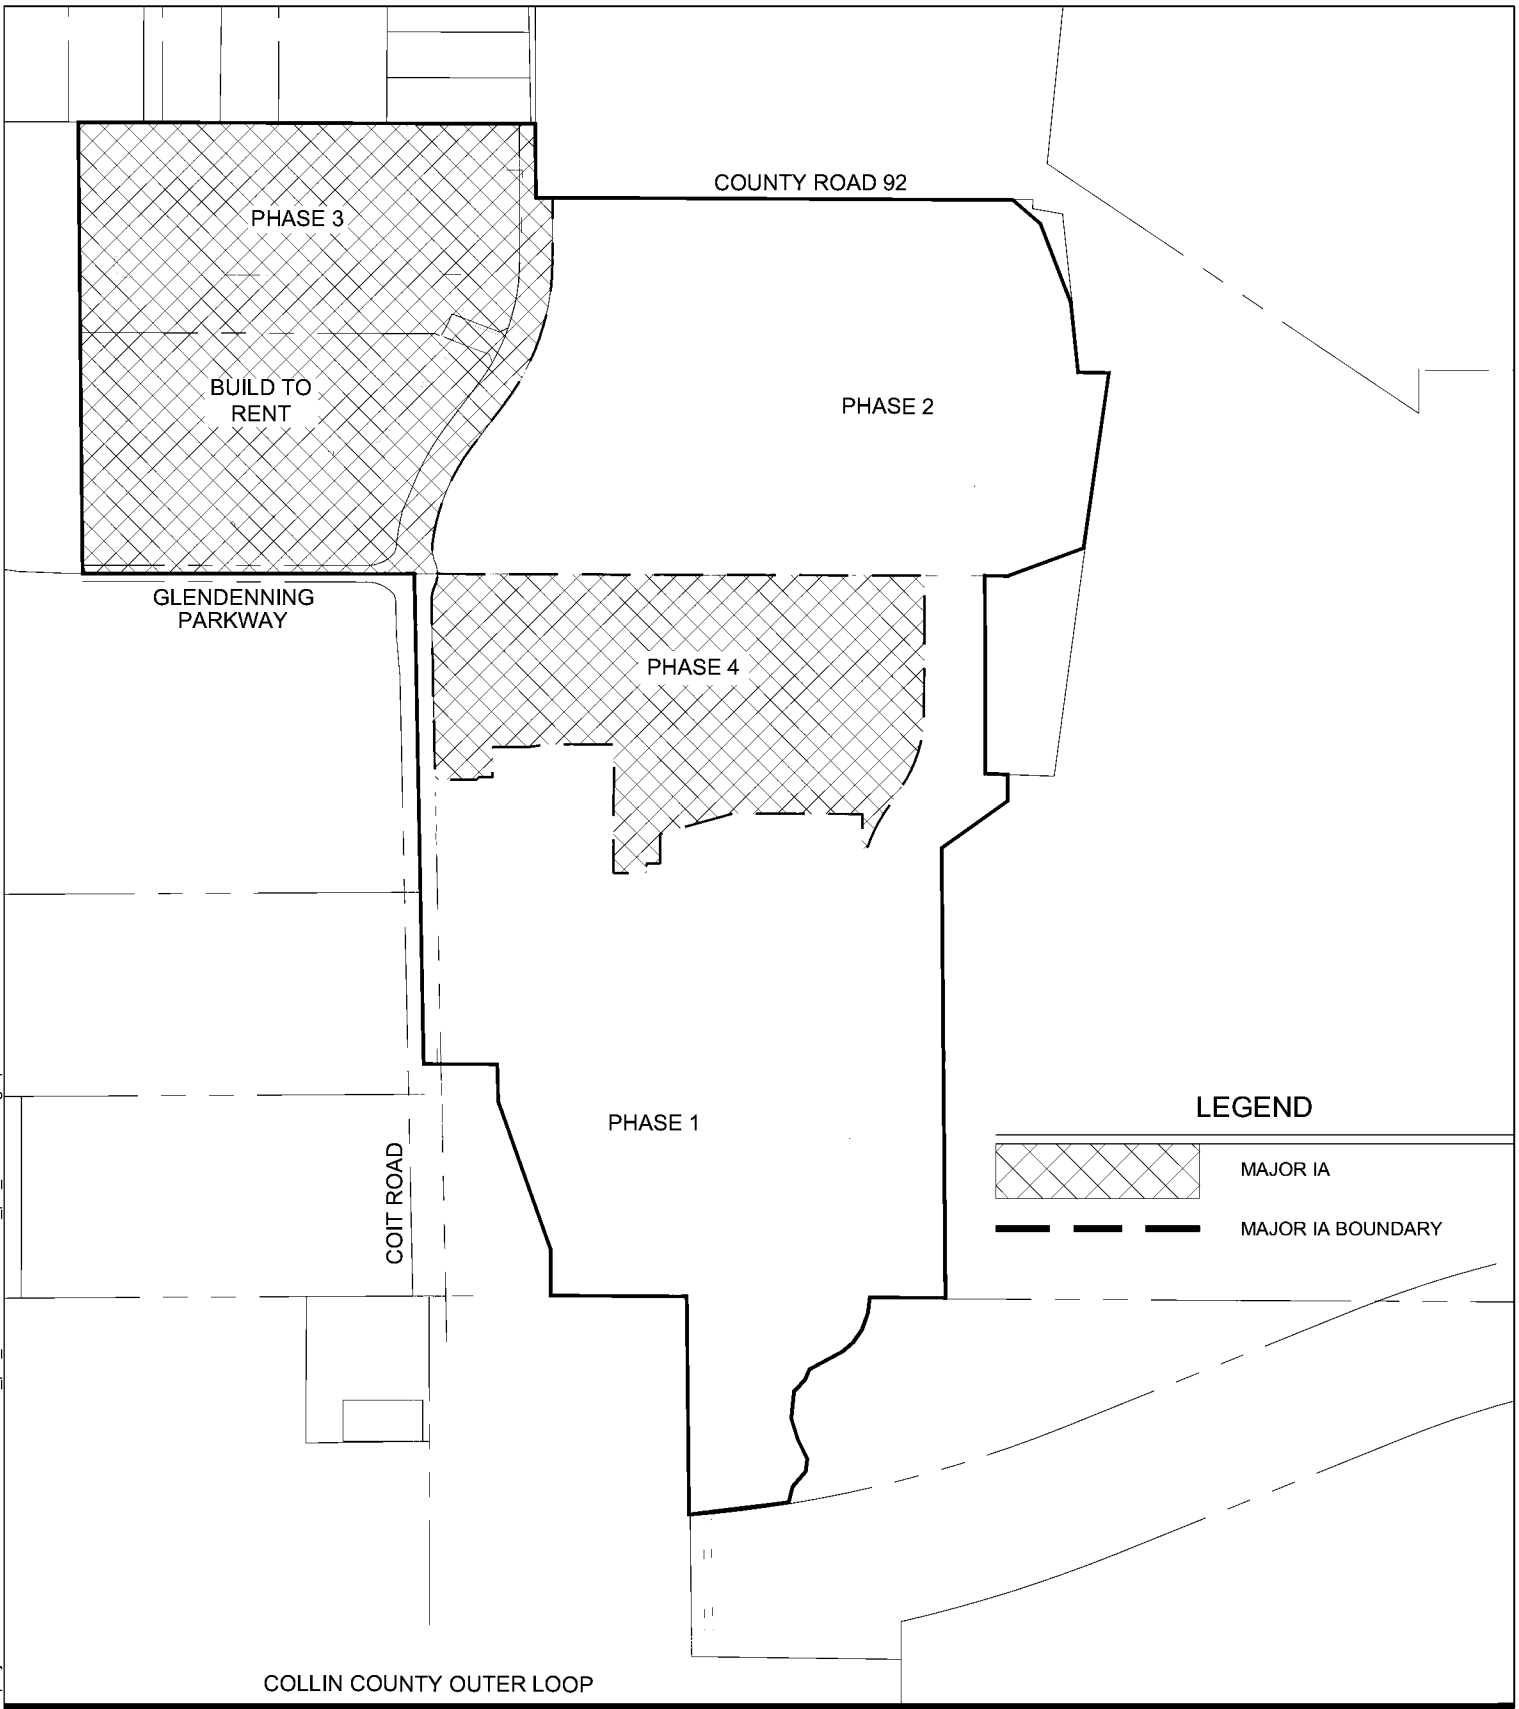 COUNTY ROAD 92
PHASE 3
BUILD TO
RENT
PHASE 2
GLENDENNING
PARKWAY
PHASE 4
LEGEND
PHASE 1
MAJOR IA
COIT ROAD
MAJOR IA BOUNDARY
COLLIN COUNTY OUTER LOOP